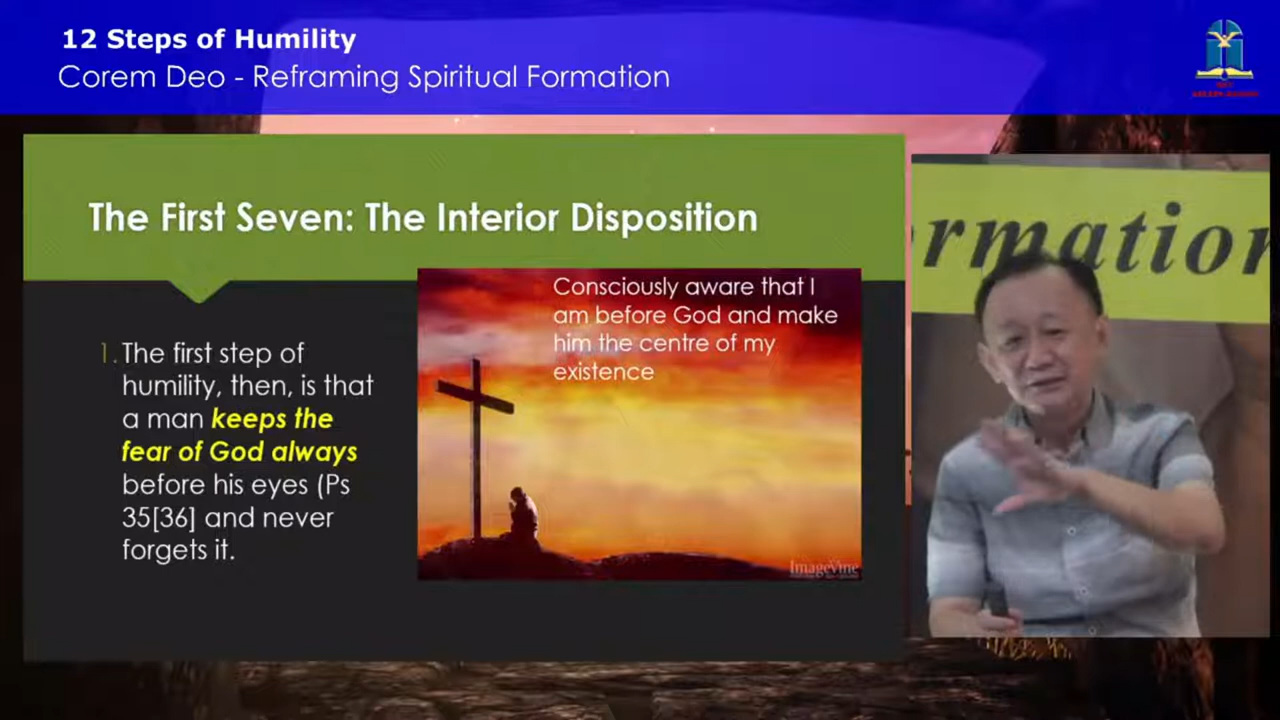 12 Steps of Humility
Corem Deo - Reframing Spiritual Formation
The First Seven: The Interior Disposition
Consciously aware that I
am before God and make
him the centre of my
existence
1. The first step of
humility, then, is that
a man keeps the
fear of God always
before his eyes (Ps
35[36] and never
forgets it.
ImageVine
rmation